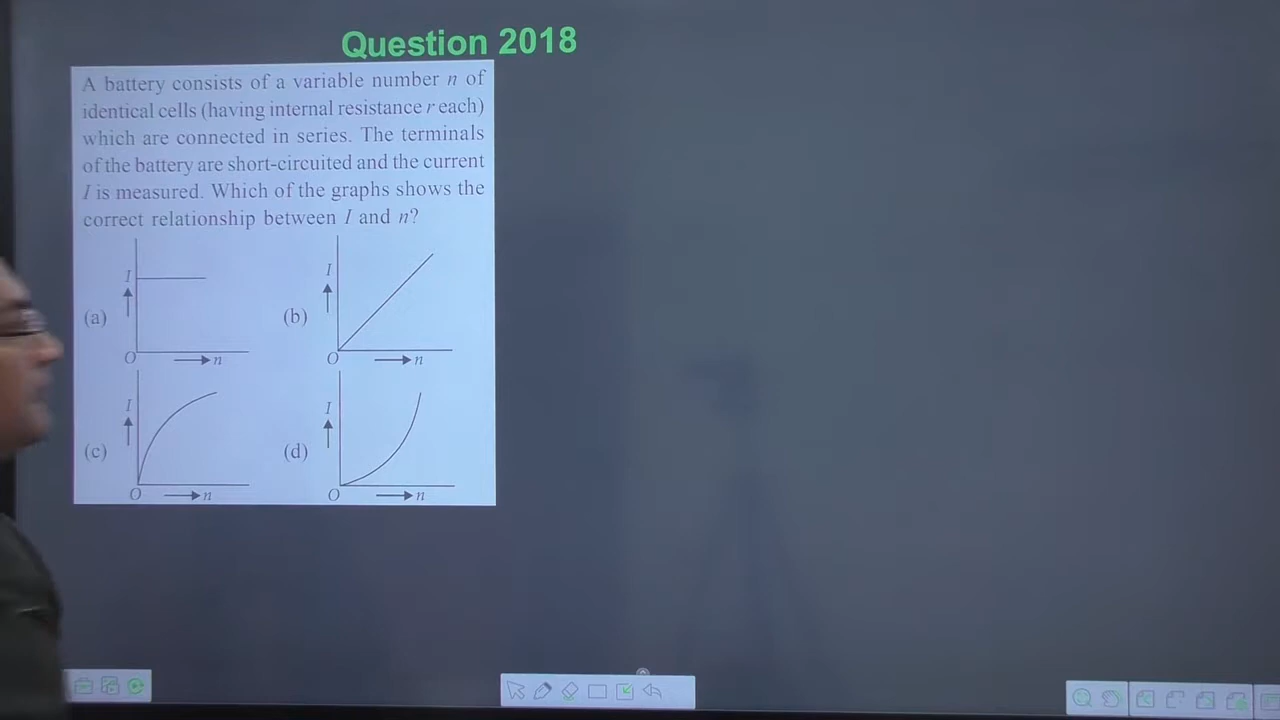 Question 2018
A battery consists of a variable number n of
identical cells (having internal resistance r each)
which are connected in series. The terminals
of the battery are short-circuited and the current
I is measured. Which of the graphs shows the
correct relationship between I and n?
(a) I O n
(b) I O n
(c) I O n
(d) I O n